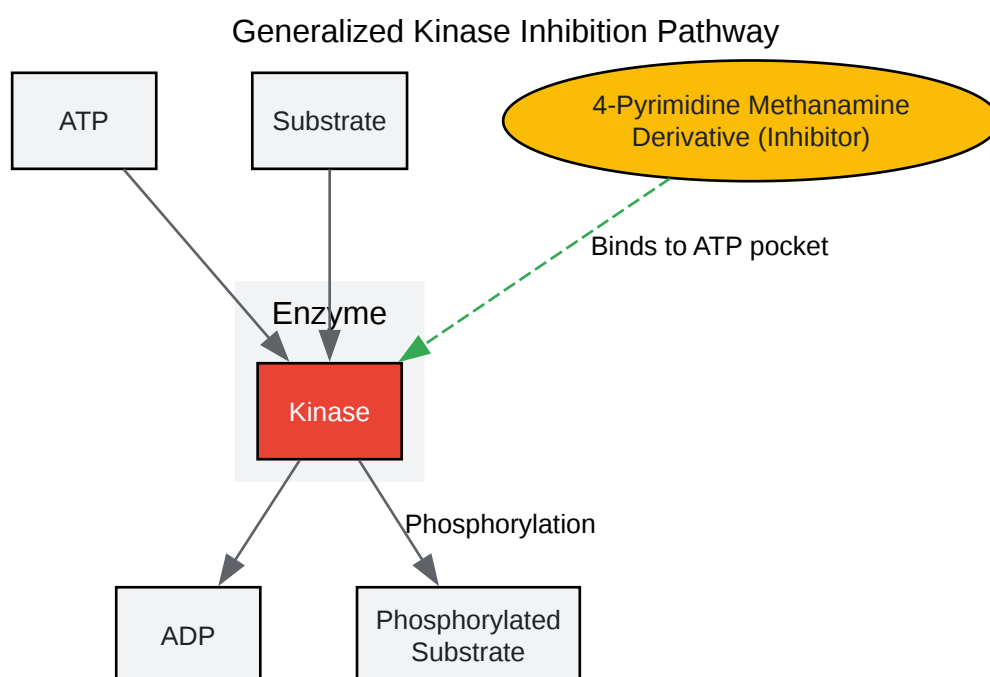 Generalized Kinase Inhibition Pathway
ATP
Substrate
4-Pyrimidine Methanamine
Derivative (Inhibitor)
Binds to ATP pocket
Enzyme
Kinase
Phosphorylation
ADP
Phosphorylated
Substrate